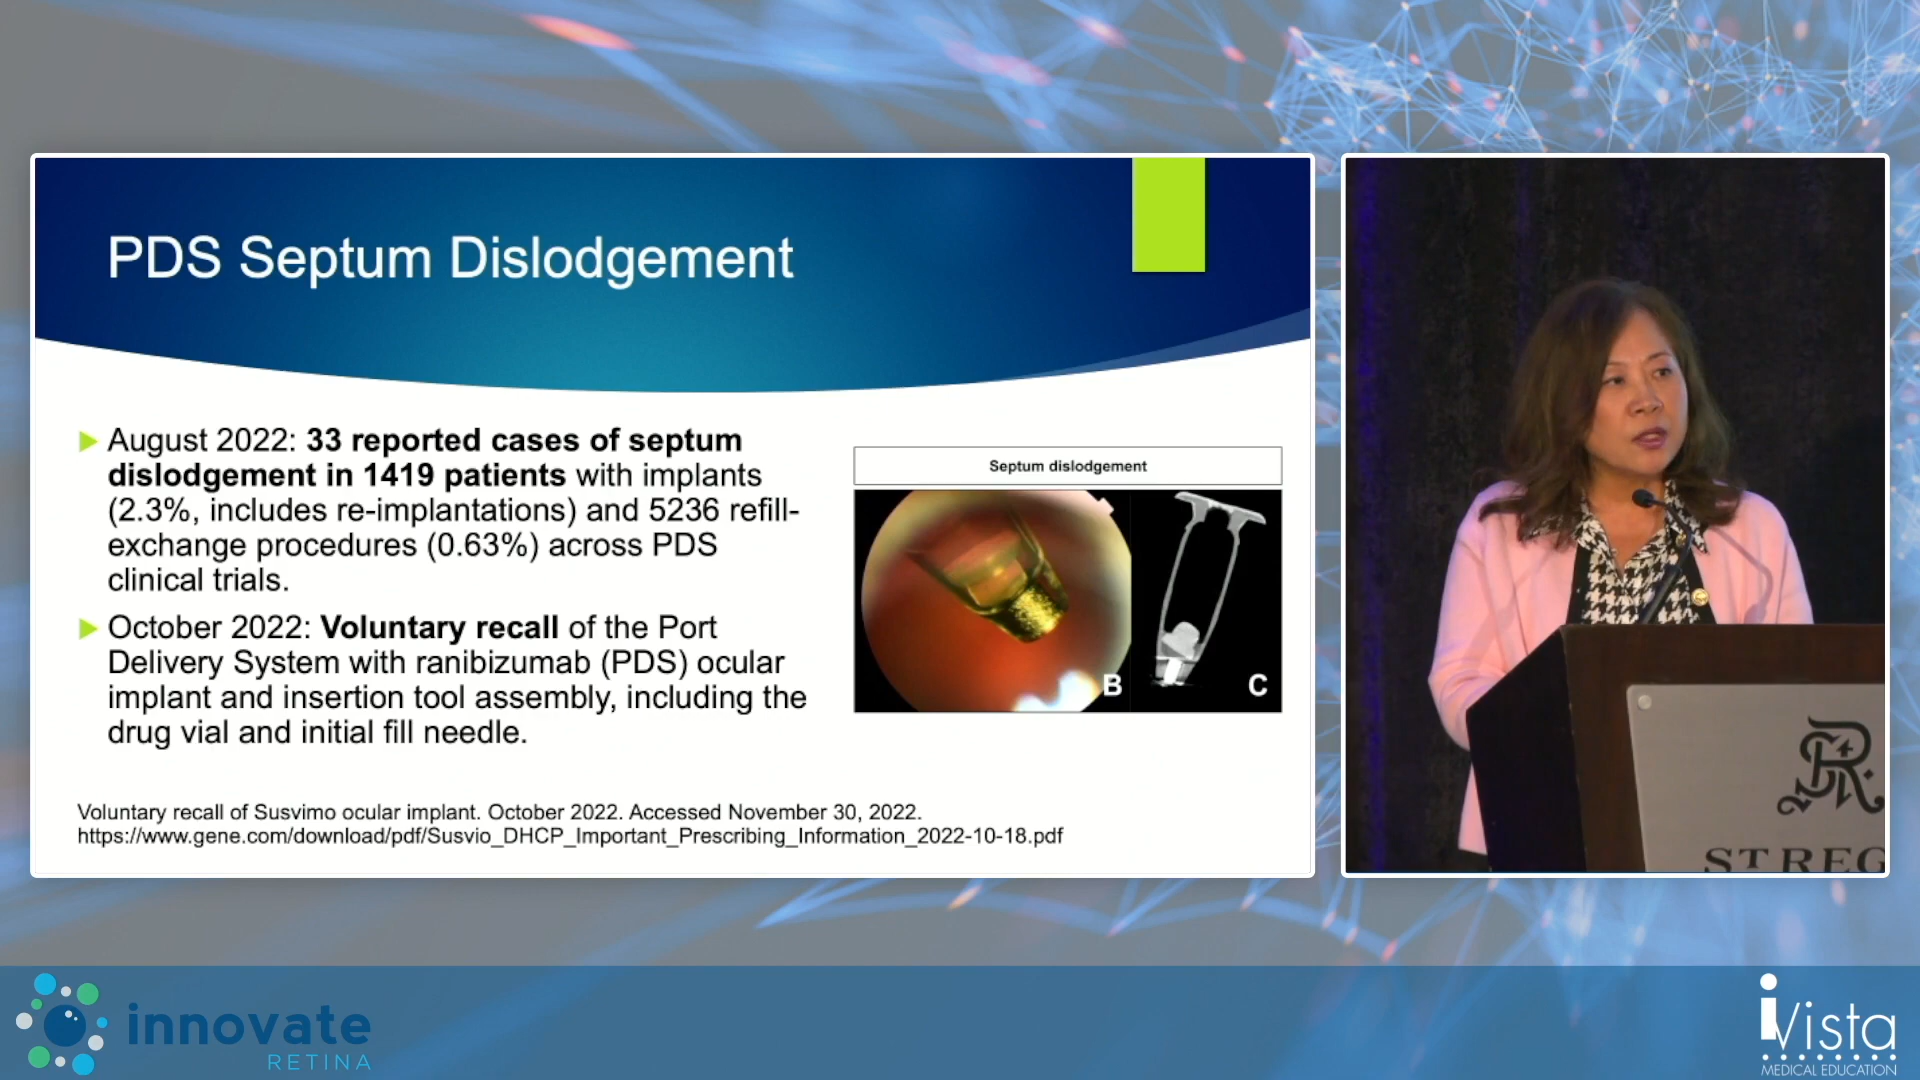 PDS Septum Dislodgement
August 2022: 33 reported cases of septum
dislodgement in 1419 patients with implants
(2.3%, includes re-implantations) and 5236 refill-
exchange procedures (0.63%) across PDS
clinical trials.
October 2022: Voluntary recall of the Port
Delivery System with ranibizumab (PDS) ocular
implant and insertion tool assembly, including the
drug vial and initial fill needle.
Septum dislodgement
B
C
Voluntary recall of Susvimo ocular implant. October 2022. Accessed November 30, 2022.
https://www.gene.com/download/pdf/Susvio_DHCP_Important_Prescribing_Information_2022-10-18.pdf
R
ST REG
innovate
RETINA
iVista
MEDICAL EDUCATION